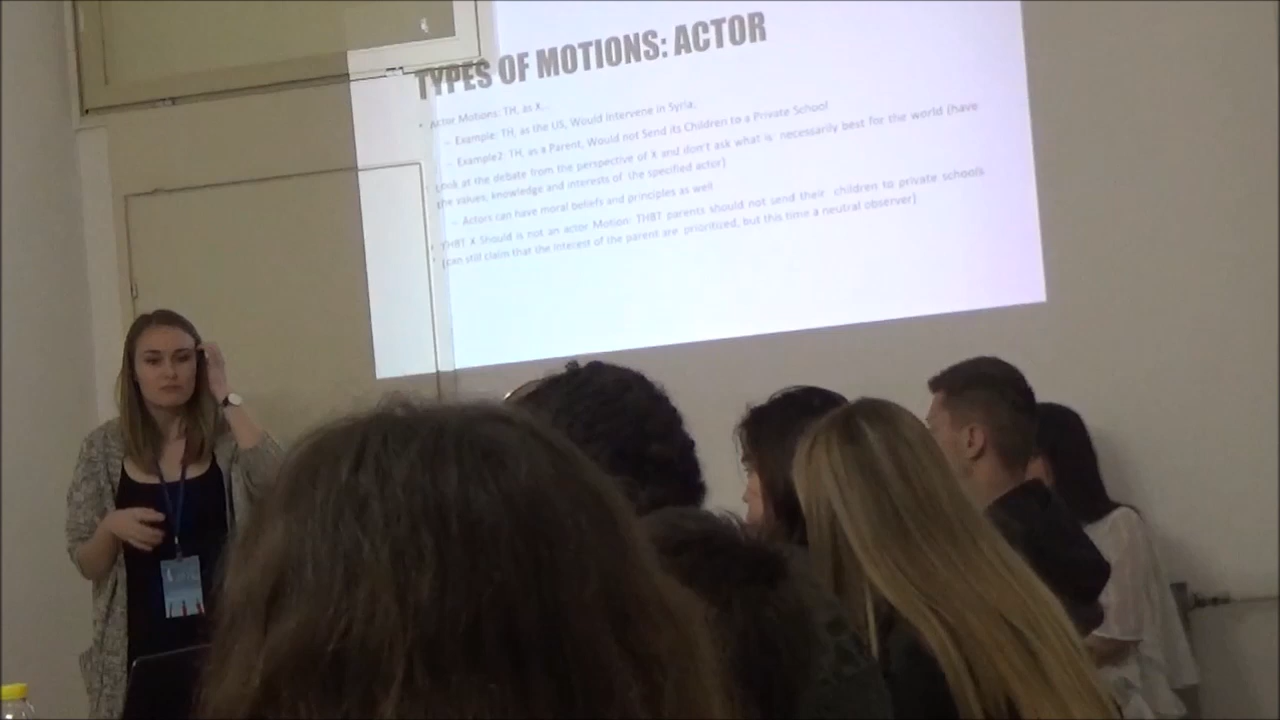 TYPES OF MOTIONS: ACTOR
• Actor Motions: TH, as X...
– Example: TH, as the US, Would Intervene in Syria,
– Example2: TH, as a Parent, Would not Send its Children to a Private School
• Look at the debate from the perspective of X and don't ask what is necessarily best for the world (have
the values, knowledge and interests of the specified actor)
– Actors can have moral beliefs and principles as well
• THBT X Should is not an actor Motion: THBT parents should not send their children to private schools
• (can still claim that the interest of the parent are prioritized, but this time a neutral observer)